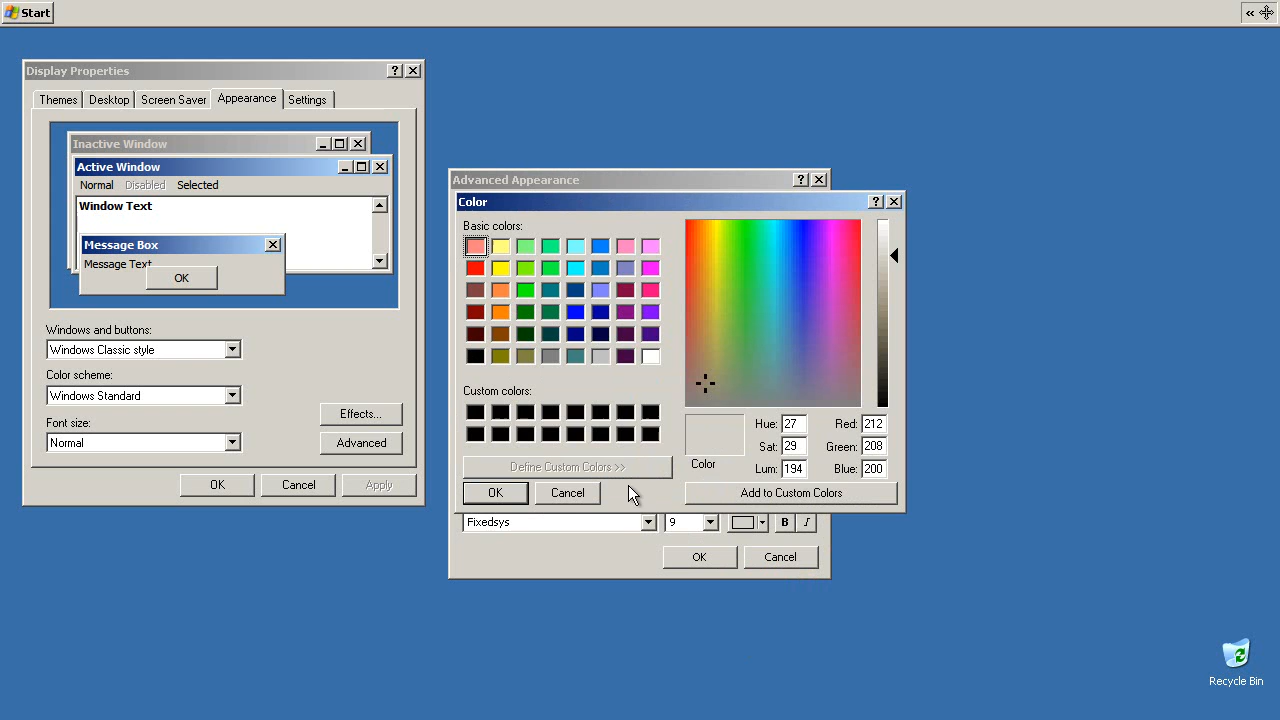 Start
«
Display Properties
Themes Desktop Screen Saver Appearance Settings
Inactive Window
Active Window
Normal Disabled Selected
Window Text
Message Box
Message Text
OK
Windows and buttons:
Windows Classic style
Color scheme:
Windows Standard
Font size:
Normal
Effects...
Advanced
OK Cancel Apply
Advanced Appearance
Color
Basic colors:
Custom colors:
Define Custom Colors >>
OK Cancel
Color
Hue: 27 Red: 212
Sat: 29 Green: 208
Lum: 194 Blue: 200
Add to Custom Colors
Fixedsys 9 B I
OK Cancel
Recycle Bin